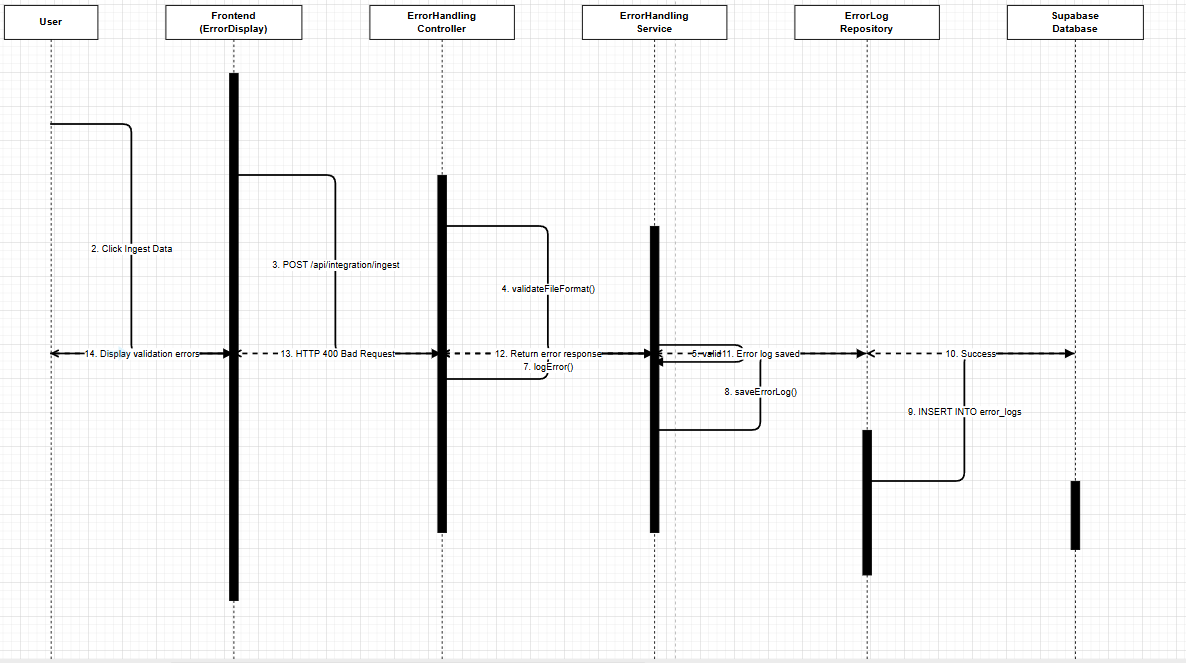 User
Frontend
(ErrorDisplay)
ErrorHandling
Controller
ErrorHandling
Service
ErrorLog
Repository
Supabase
Database
2. Click Ingest Data
3. POST /api/integration/ingest
4. validateFileFormat()
14. Display validation errors
13. HTTP 400 Bad Request
12. Return error response
5. valid
11. Error log saved
10. Success
7. logError()
8. saveErrorLog()
9. INSERT INTO error_logs